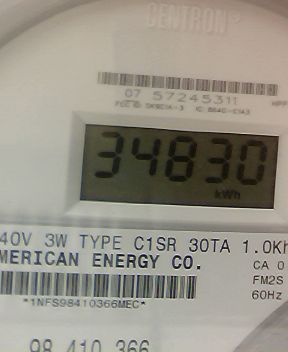 CENTRON®
07 57245311
34830
kWh
40V 3W TYPE C1SR 30TA 1.0Kh
MERICAN ENERGY CO.
CA 0
FM2S
60Hz
*1NFS98410366MEC*
98 410 366